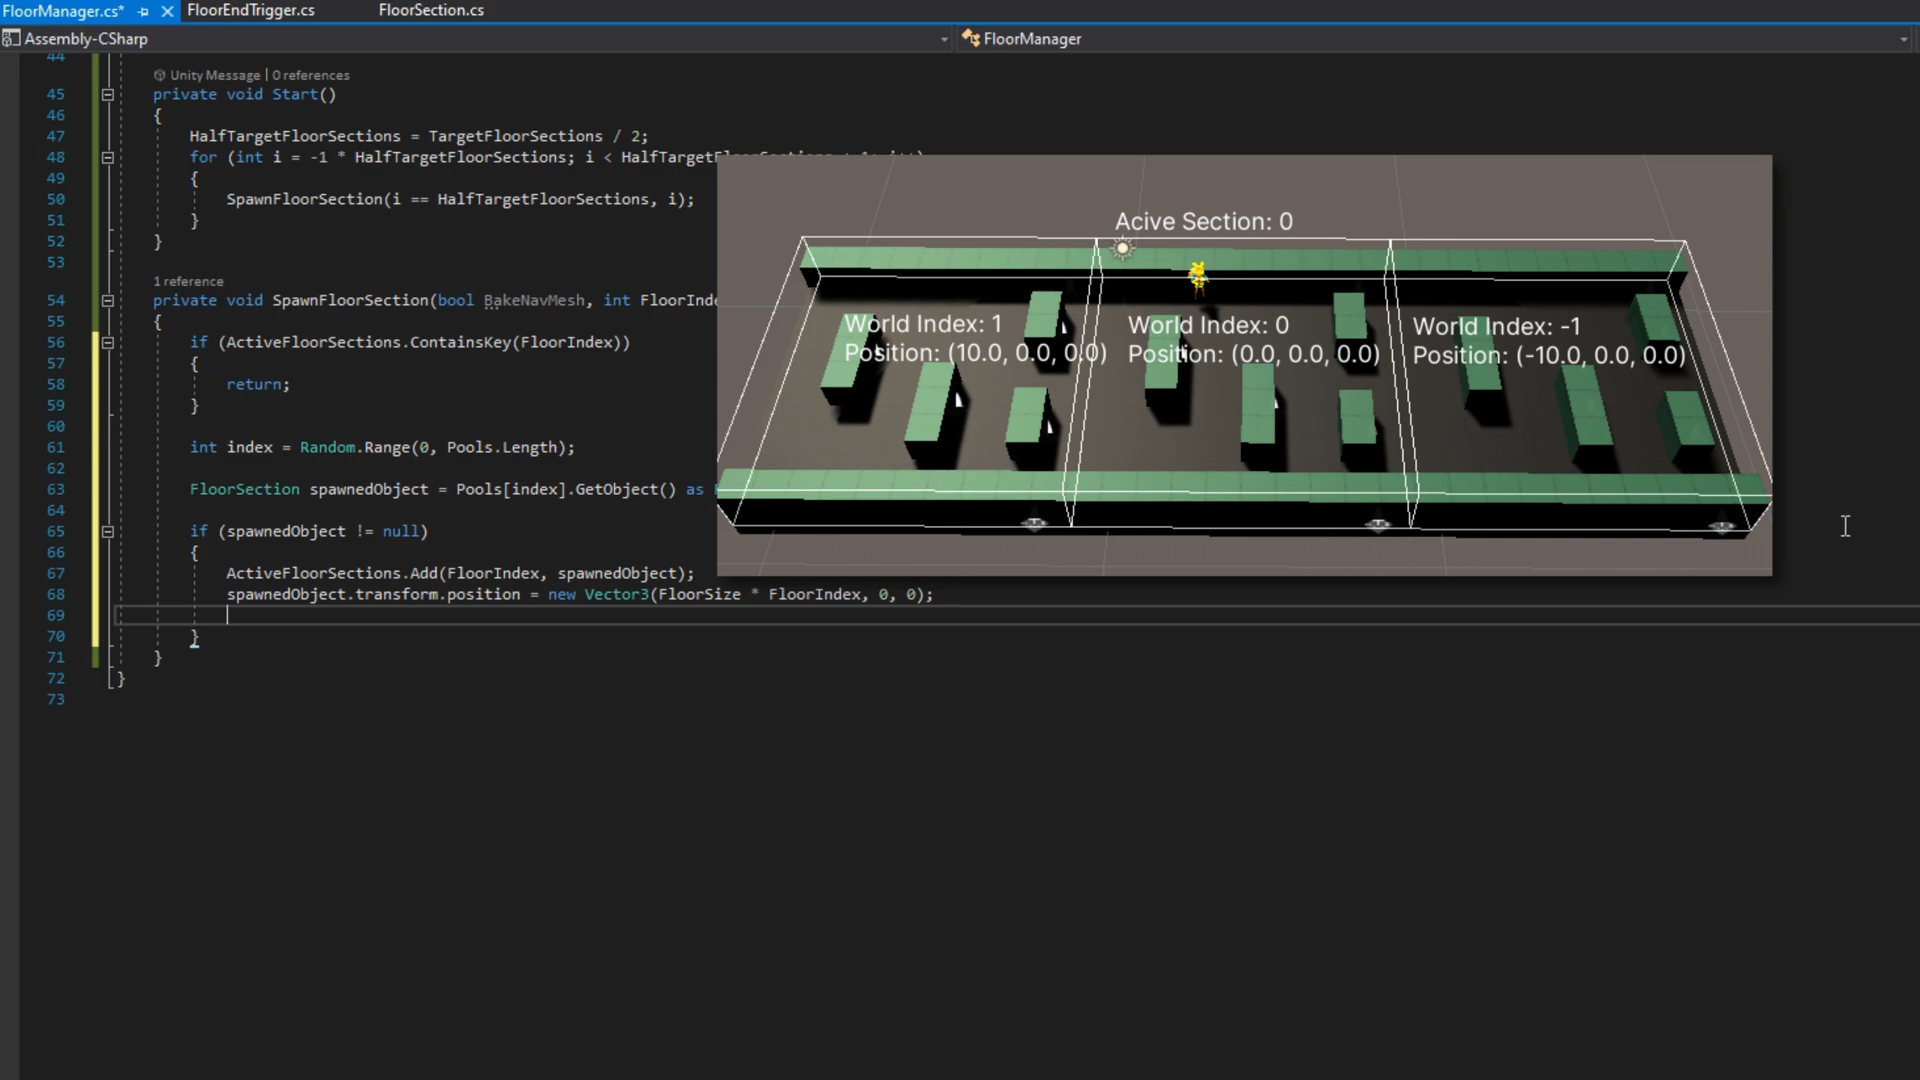 FloorManager.cs*
FloorEndTrigger.cs
FloorSection.cs
Assembly-CSharp
FloorManager
44
Unity Message | 0 references
45 private void Start()
46 {
47 HalfTargetFloorSections = TargetFloorSections / 2;
48 for (int i = -1 * HalfTargetFloorSections; i < HalfTargetFloorSections + 1; i++)
49 {
50 SpawnFloorSection(i == HalfTargetFloorSections, i);
51 }
52 }
53
1 reference
54 private void SpawnFloorSection(bool BakeNavMesh, int FloorInde
55 {
56 if (ActiveFloorSections.ContainsKey(FloorIndex))
57 {
58 return;
59 }
60
61 int index = Random.Range(0, Pools.Length);
62
63 FloorSection spawnedObject = Pools[index].GetObject() as
64
65 if (spawnedObject != null)
66 {
67 ActiveFloorSections.Add(FloorIndex, spawnedObject);
68 spawnedObject.transform.position = new Vector3(FloorSize * FloorIndex, 0, 0);
69
70 }
71 }
72 }
73
Acive Section: 0
World Index: 1
Position: (10.0, 0.0, 0.0)
World Index: 0
Position: (0.0, 0.0, 0.0)
World Index: -1
Position: (-10.0, 0.0, 0.0)